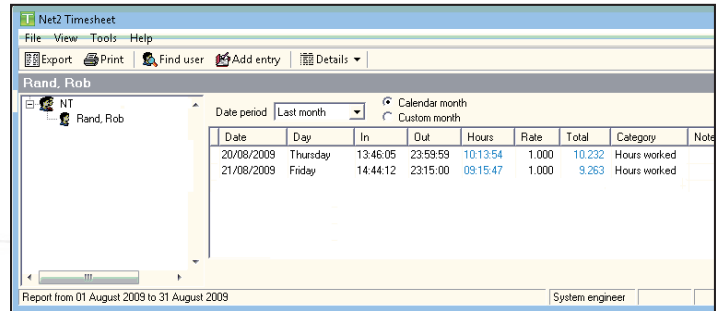 Net2 Timesheet
File View Tools Help
Export Print Find user Add entry Details
Rand, Rob
NT
Rand, Rob
Date period Last month Calendar month
Custom month
Date Day In Out Hours Rate Total Category Note
20/08/2009 Thursday 13:46:05 23:59:59 10:13:54 1.000 10.232 Hours worked
21/08/2009 Friday 14:44:12 23:15:00 09:15:47 1.000 9.263 Hours worked
Report from 01 August 2009 to 31 August 2009 System engineer